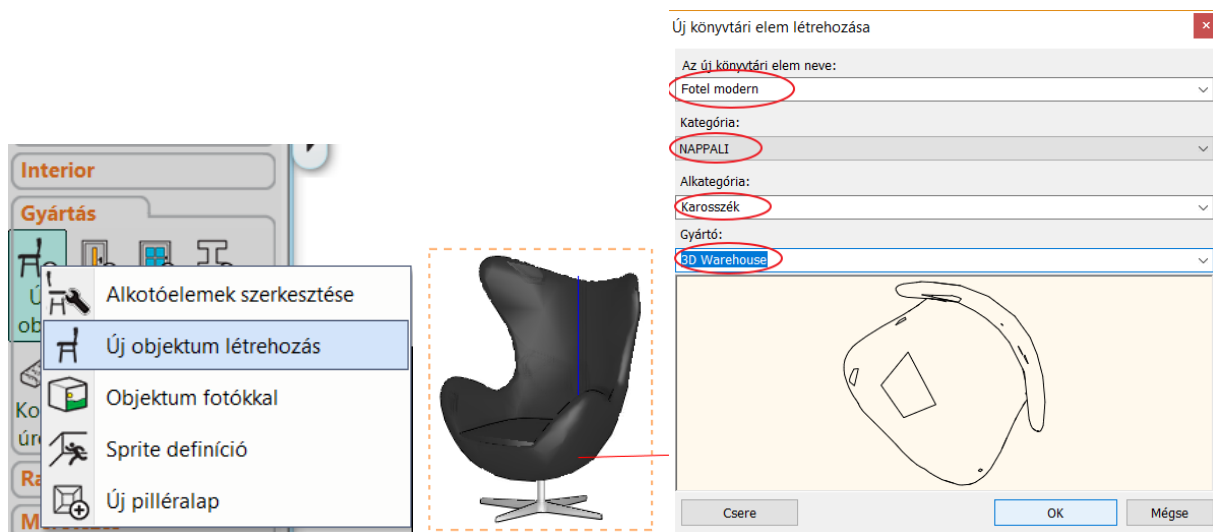 Interior
Gyártás
Alkotóelemek szerkesztése
Új objektum létrehozás
Objektum fotókkal
Sprite definíció
Új pilléralap
Új könyvtári elem létrehozása
Az új könyvtári elem neve:
Fotel modern
Kategória:
NAPPALI
Alkategória:
Karosszék
Gyártó:
3D Warehouse
Csere
OK
Mégse